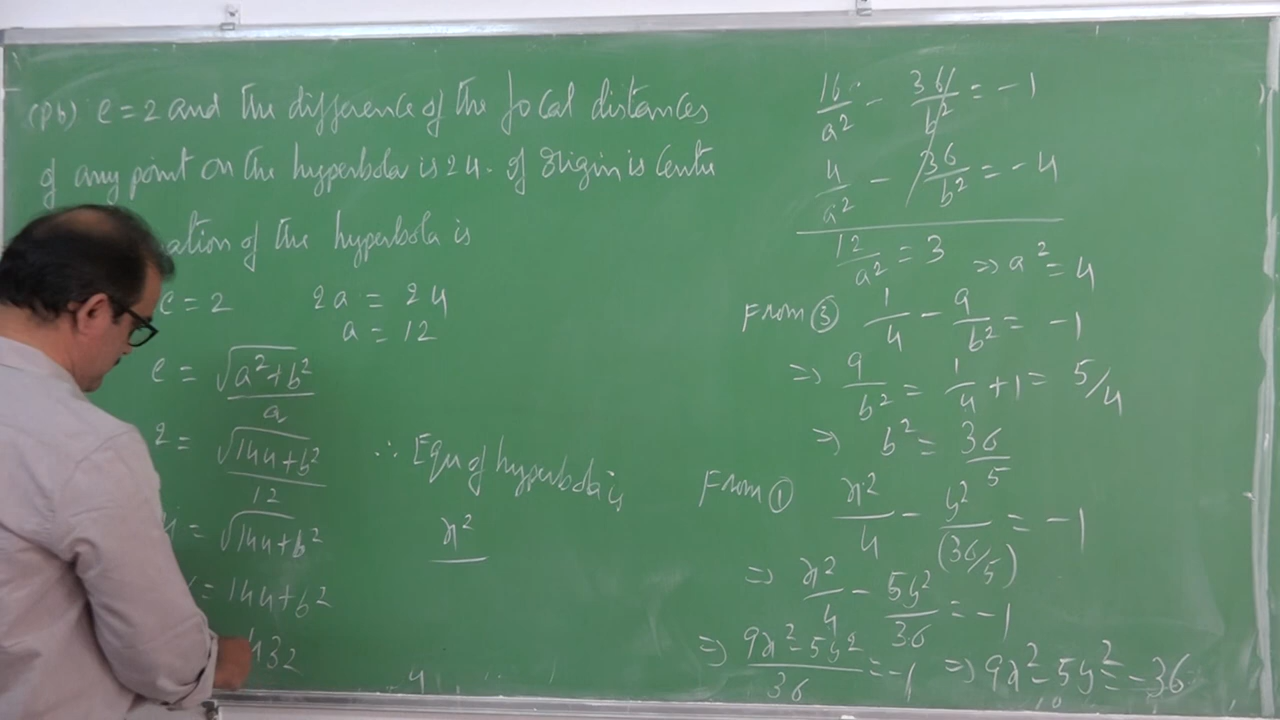 (Pb) e = 2 and the difference of the focal distances
of any point on the hyperbola is 24. If origin is centre
ation of the hyperbola is
e = 2 2a = 24
a = 12
e = √(a² + b²) / a
2 = √(144 + b²) / 12
= √(144 + b²)
= 144 + b²
432
∴ Equ of hyperbola is
x²
16/a² - 36/b² = -1
4/a² - 36/b² = -4
12/a² = 3 ⇒ a² = 4
From ③ 1/4 - 9/b² = -1
⇒ 9/b² = 1/4 + 1 = 5/4
⇒ b² = 36/5
From ① x²/4 - y²/(36/5) = -1
⇒ x²/4 - 5y²/36 = -1
⇒ (9x² - 5y²)/36 = -1 ⇒ 9x² - 5y² = -36